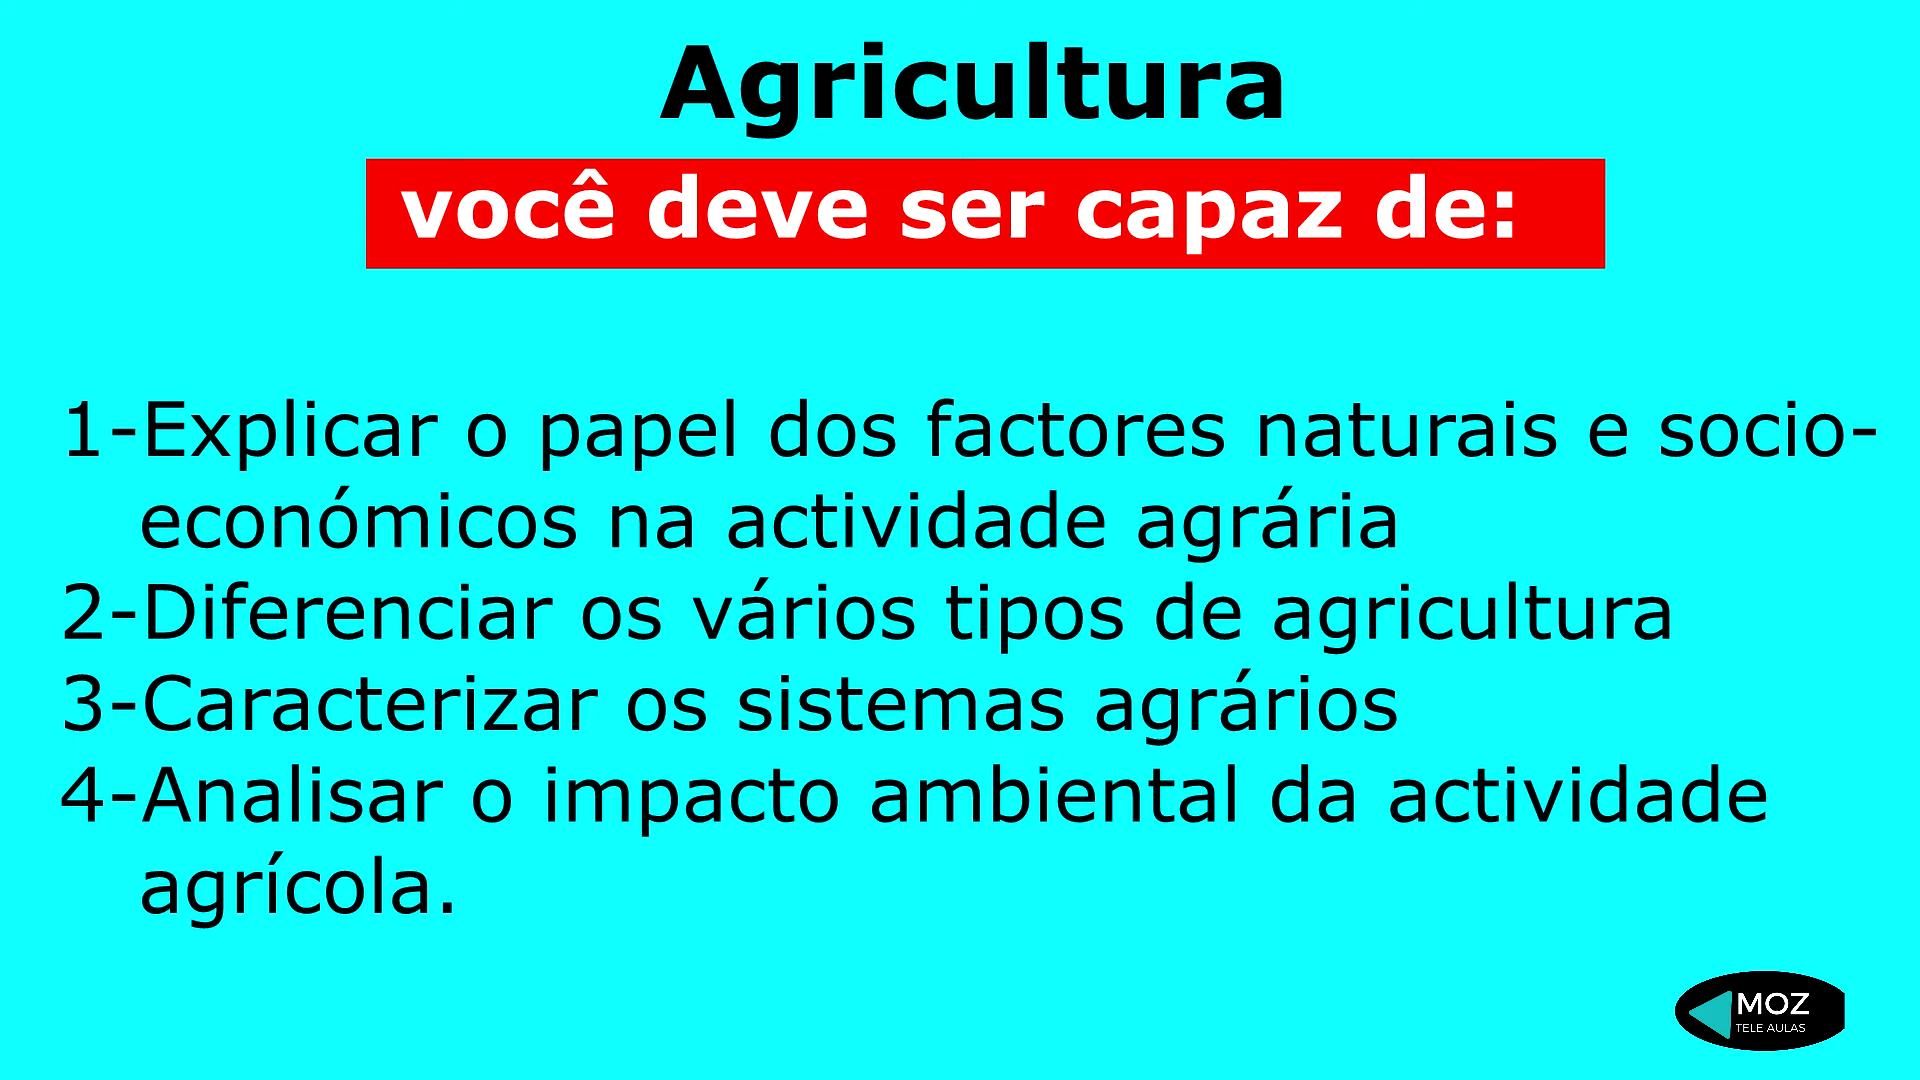 Agricultura
você deve ser capaz de:
1-Explicar o papel dos factores naturais e socio-
económicos na actividade agrária
2-Diferenciar os vários tipos de agricultura
3-Caracterizar os sistemas agrários
4-Analisar o impacto ambiental da actividade
agrícola.
MOZ
TELE AULAS